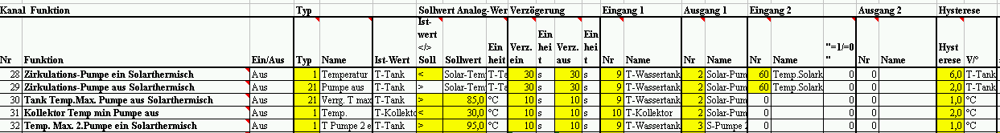 Kanal Funktion Typ Sollwert Analog-Wer Verzögerung Eingang 1 Ausgang 1 Eingang 2 Ausgang 2 Hysterese
Ist-
wert Ein Ein
</> Ein Verz. hei Verz. hei "=1/=0 Hyst
Nr Funktion Ein/Aus Typ Name Ist-Wert Soll Sollwert heit ein t aus t Nr Name Nr Name Nr Name " Nr Name erese V/°
28 Zirkulations-Pumpe ein Solarthermisch Aus 1 Temperatur T-Tank < Solar-Tem T-Ta 30 s 30 s 9 T-Wassertank 2 Solar-Pum 60 Temp.Solark 0 0 6,0 T-Tank
29 Zirkulations-Pumpe aus Solarthermisch Aus 21 Pumpe aus T-Tank > Solar-Tem T-Ta 30 s 30 s 9 T-Wassertank 2 Solar-Pum 60 Temp.Solark 0 0 2,0 T-Tank
30 Tank Temp.Max. Pumpe aus Solarthermisch Aus 21 Verrg. T max T-Tank > 85,0 °C 10 s 10 s 9 T-Wassertank 2 Solar-Pum 0 0 0 1,0 °C
31 Kollektor Temp min Pumpe aus Aus 1 Temp. T-Kollekto < 30,0 °C 10 s 10 s 10 T-Kollektor 2 Solar-Pum 0 0 0 2,0 °C
32 Temp. Max. 2.Pumpe ein Solarthermisch Aus 1 T Pumpe 2 e T-Tank > 95,0 °C 10 s 10 s 9 T-Wassertank 3 S-Pumpe 0 0 0 1,0 °C